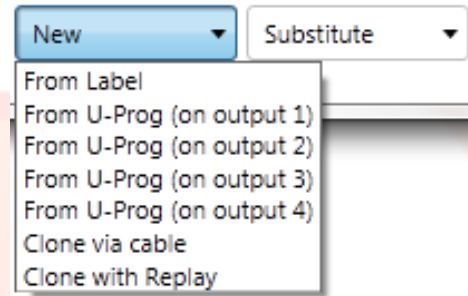 New
Substitute
From Label
From U-Prog (on output 1)
From U-Prog (on output 2)
From U-Prog (on output 3)
From U-Prog (on output 4)
Clone via cable
Clone with Replay